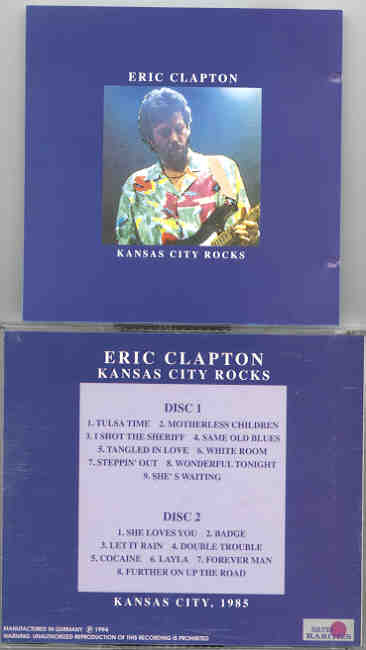 ERIC CLAPTON
KANSAS CITY ROCKS
ERIC CLAPTON
KANSAS CITY ROCKS
DISC 1
1. TULSA TIME 2. MOTHERLESS CHILDREN
3. I SHOT THE SHERIFF 4. SAME OLD BLUES
5. TANGLED IN LOVE 6. WHITE ROOM
7. STEPPIN' OUT 8. WONDERFUL TONIGHT
9. SHE' S WAITING
DISC 2
1. SHE LOVES YOU 2. BADGE
3. LET IT RAIN 4. DOUBLE TROUBLE
5. COCAINE 6. LAYLA 7. FOREVER MAN
8. FURTHER ON UP THE ROAD
KANSAS CITY, 1985
MANUFACTURED IN GERMANY ℗ 1994
WARNING: UNAUTHORISED REPRODUCTION OF THIS RECORDING IS PROHIBITED
RARITIES